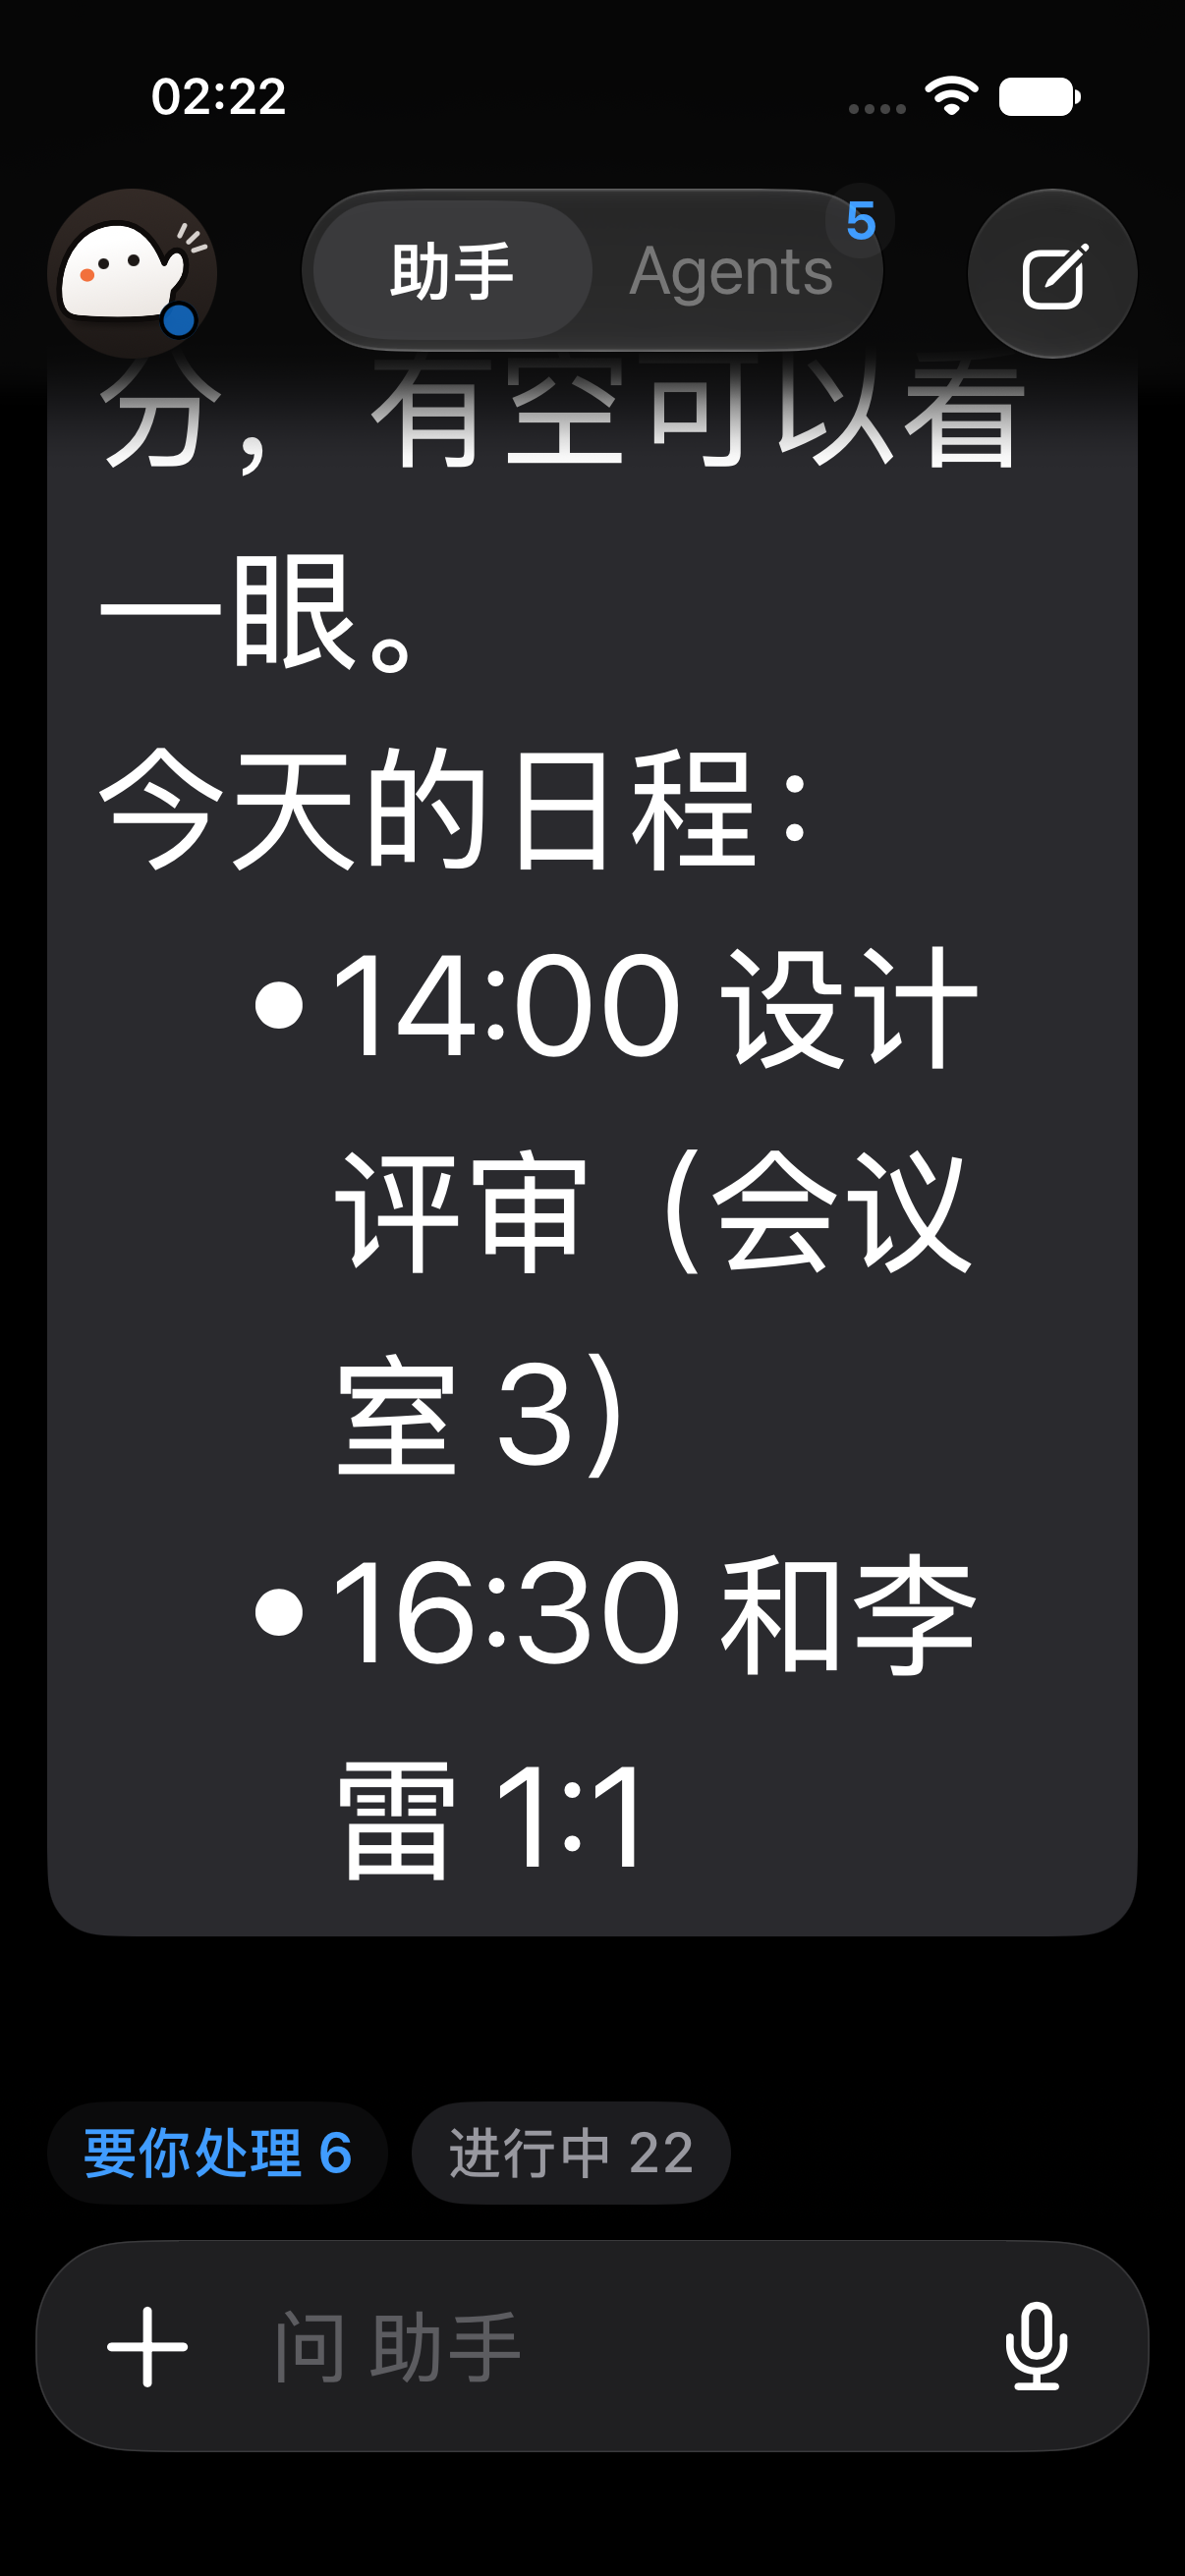 02:22
助手
Agents
5
分，有空可以看
一眼。
今天的日程：
• 14:00 设计
评审（会议
室 3）
• 16:30 和李
雷 1:1
要你处理 6
进行中 22
问 助手